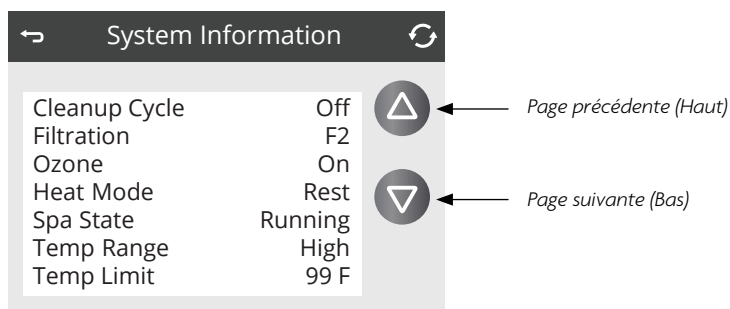 System Information
Cleanup Cycle Off
Filtration F2
Ozone On
Heat Mode Rest
Spa State Running
Temp Range High
Temp Limit 99 F
Page précédente (Haut)
Page suivante (Bas)